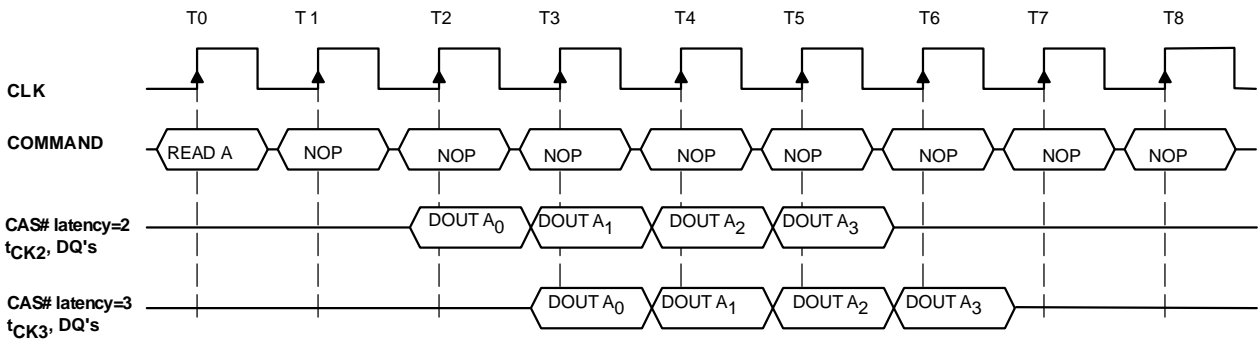 T0 T1 T2 T3 T4 T5 T6 T7 T8
CLK
COMMAND READ A NOP NOP NOP NOP NOP NOP NOP NOP
CAS# latency=2 DOUT A0 DOUT A1 DOUT A2 DOUT A3
tCK2, DQ's
CAS# latency=3 DOUT A0 DOUT A1 DOUT A2 DOUT A3
tCK3, DQ's